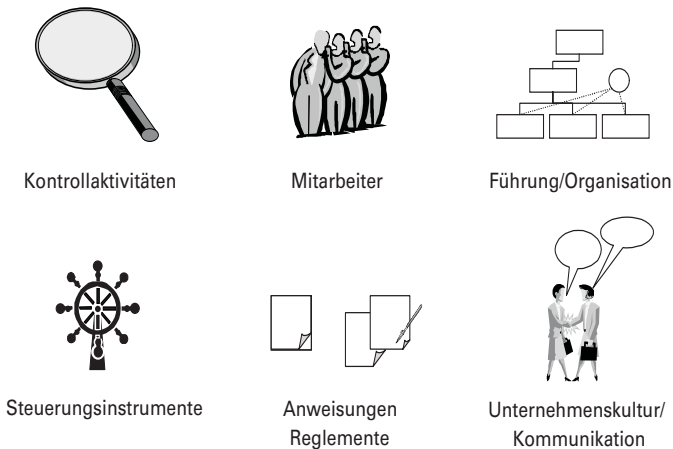 Kontrollaktivitäten
Mitarbeiter
Führung/Organisation
Steuerungsinstrumente
Anweisungen
Reglemente
Unternehmenskultur/
Kommunikation